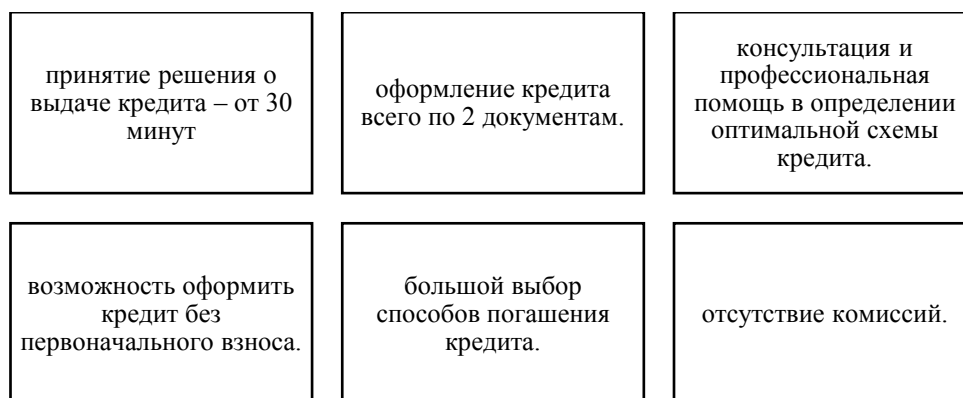 принятие решения о
выдаче кредита – от 30
минут
оформление кредита
всего по 2 документам.
консультация и
профессиональная
помощь в определении
оптимальной схемы
кредита.
возможность оформить
кредит без
первоначального взноса.
большой выбор
способов погашения
кредита.
отсутствие комиссий.